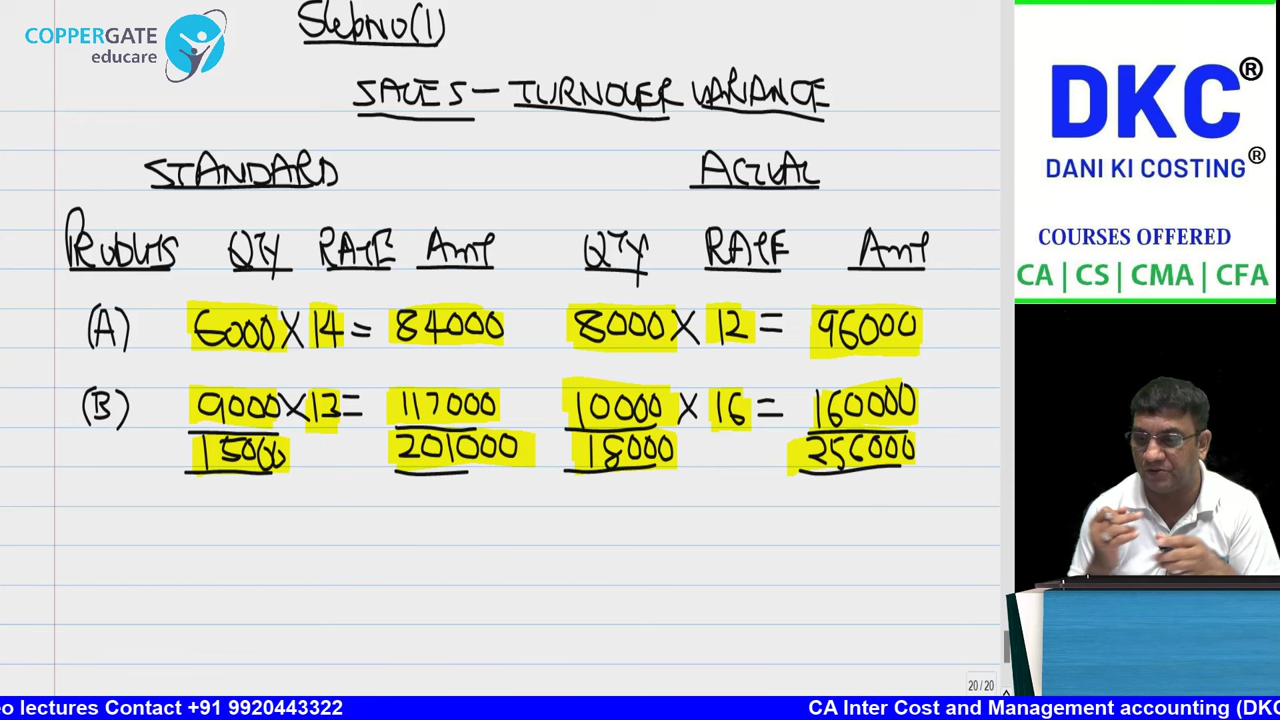 COPPERGATE
educare
StepNo(1)
SALES - TURNOVER VARIANCE
STANDARD ACTUAL
PRODUCTS QTY RATE Amt QTY RATE Amt
(A) 6000 X 14 = 84000 8000 X 12 = 96000
(B) 9000 X 13 = 117000 10000 X 16 = 160000
15000 201000 18000 256000
20 / 20
DKC®
DANI KI COSTING®
COURSES OFFERED
CA | CS | CMA | CFA
eo lectures Contact +91 9920443322 CA Inter Cost and Management accounting (DKC